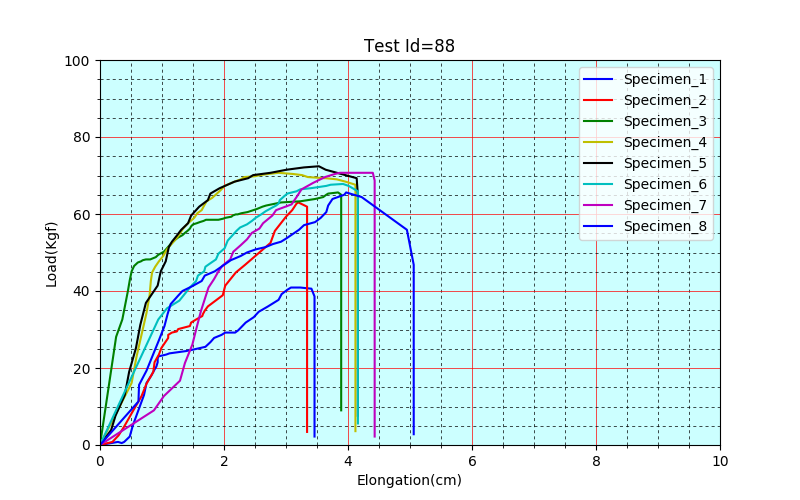 Test Id=88
100
80
60
40
20
0
Load(Kgf)
Specimen_1
Specimen_2
Specimen_3
Specimen_4
Specimen_5
Specimen_6
Specimen_7
Specimen_8
0 2 4 6 8 10
Elongation(cm)